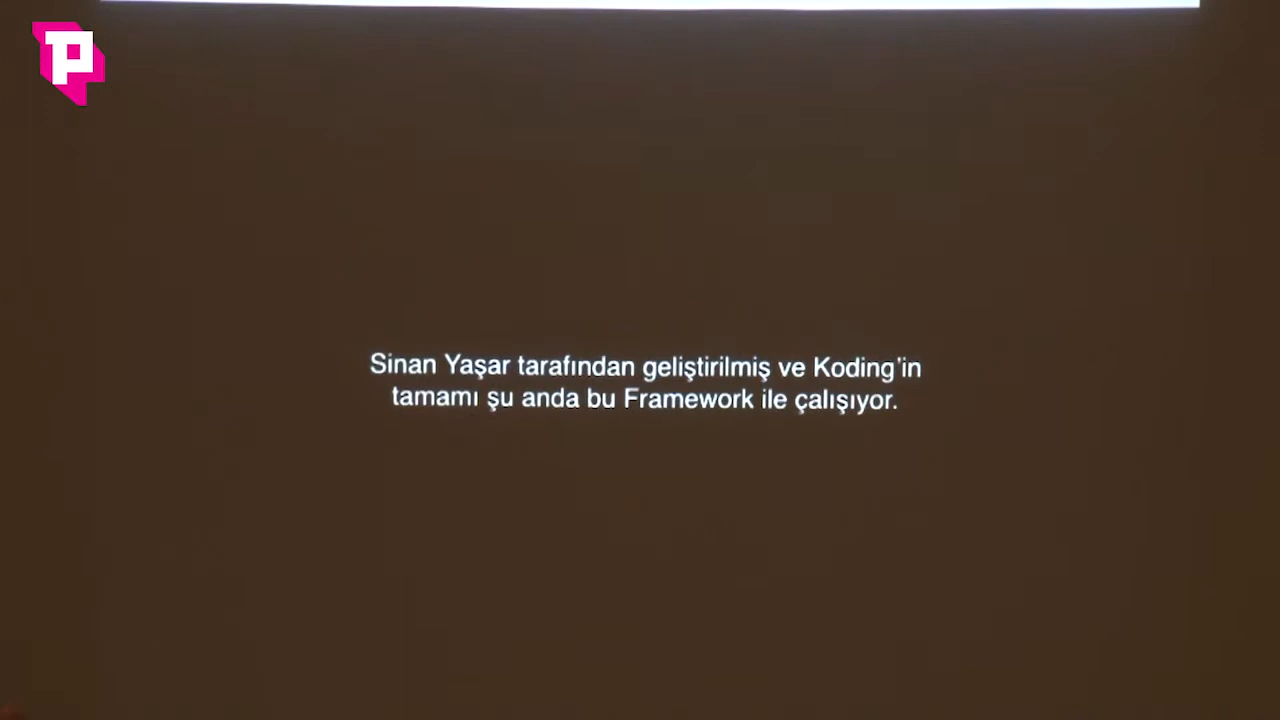 P
Sinan Yaşar tarafından geliştirilmiş ve Koding'in
tamamı şu anda bu Framework ile çalışıyor.